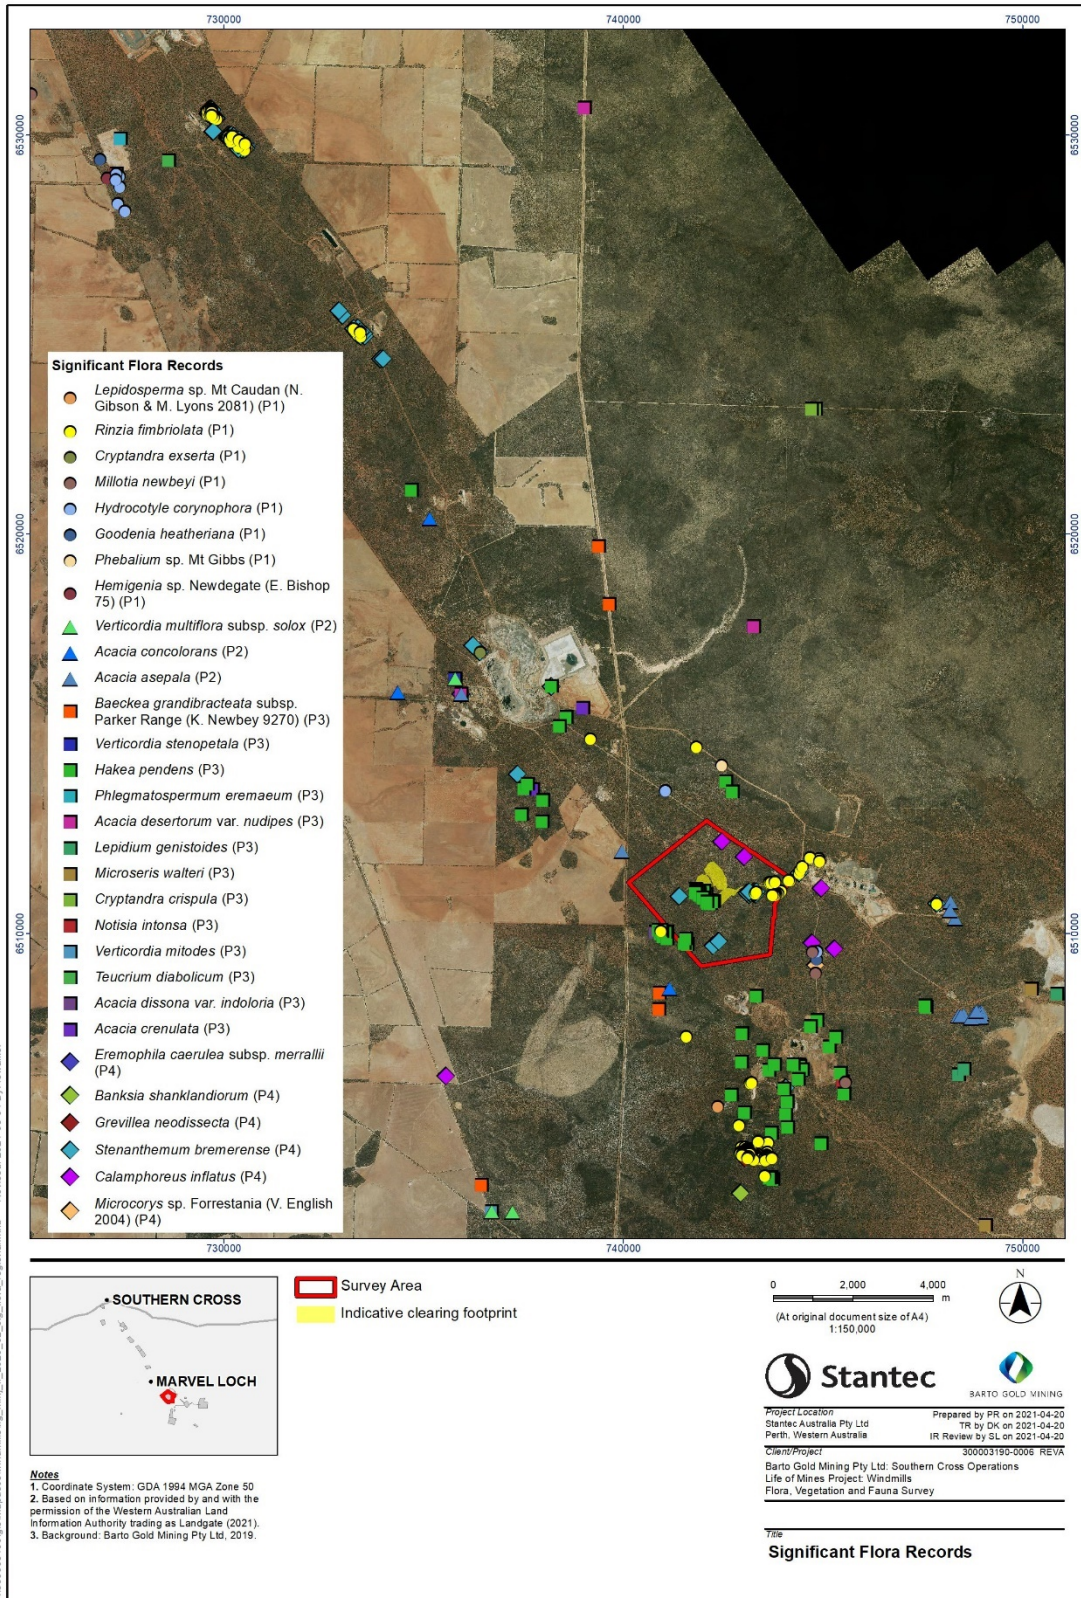 730000
740000
750000
6530000
6530000
6520000
6520000
6510000
6510000
Significant Flora Records
Lepidosperma sp. Mt Caudan (N.
Gibson & M. Lyons 2081) (P1)
Rinzia fimbriolata (P1)
Cryptandra exserta (P1)
Millotia newbeyi (P1)
Hydrocotyle corynophora (P1)
Goodenia heatheriana (P1)
Phebalium sp. Mt Gibbs (P1)
Hemigenia sp. Newdegate (E. Bishop
75) (P1)
Verticordia multiflora subsp. solox (P2)
Acacia concolorans (P2)
Acacia asepala (P2)
Baeckea grandibracteata subsp.
Parker Range (K. Newbey 9270) (P3)
Verticordia stenopetala (P3)
Hakea pendens (P3)
Phlegmatospermum eremaeum (P3)
Acacia desertorum var. nudipes (P3)
Lepidium genistoides (P3)
Microseris walteri (P3)
Cryptandra crispula (P3)
Notisia intonsa (P3)
Verticordia mitodes (P3)
Teucrium diabolicum (P3)
Acacia dissona var. indoloria (P3)
Acacia crenulata (P3)
Eremophila caerulea subsp. merrallii
(P4)
Banksia shanklandiorum (P4)
Grevillea neodissecta (P4)
Stenanthemum bremerense (P4)
Calamphoreus inflatus (P4)
Microcorys sp. Forrestania (V. English
2004) (P4)
730000
740000
750000
SOUTHERN CROSS
MARVEL LOCH
Survey Area
Indicative clearing footprint
0 2,000 4,000
m
(At original document size of A4)
1:150,000
N
Stantec
BARTO GOLD MINING
Project Location
Stantec Australia Pty Ltd
Perth, Western Australia
Prepared by PR on 2021-04-20
TR by DK on 2021-04-20
IR Review by SL on 2021-04-20
Client/Project
300003190-0006 REVA
Barto Gold Mining Pty Ltd: Southern Cross Operations
Life of Mines Project: Windmills
Flora, Vegetation and Fauna Survey
Title
Significant Flora Records
Notes
1. Coordinate System: GDA 1994 MGA Zone 50
2. Based on information provided by and with the
permission of the Western Australian Land
Information Authority trading as Landgate (2021).
3. Background: Barto Gold Mining Pty Ltd, 2019.